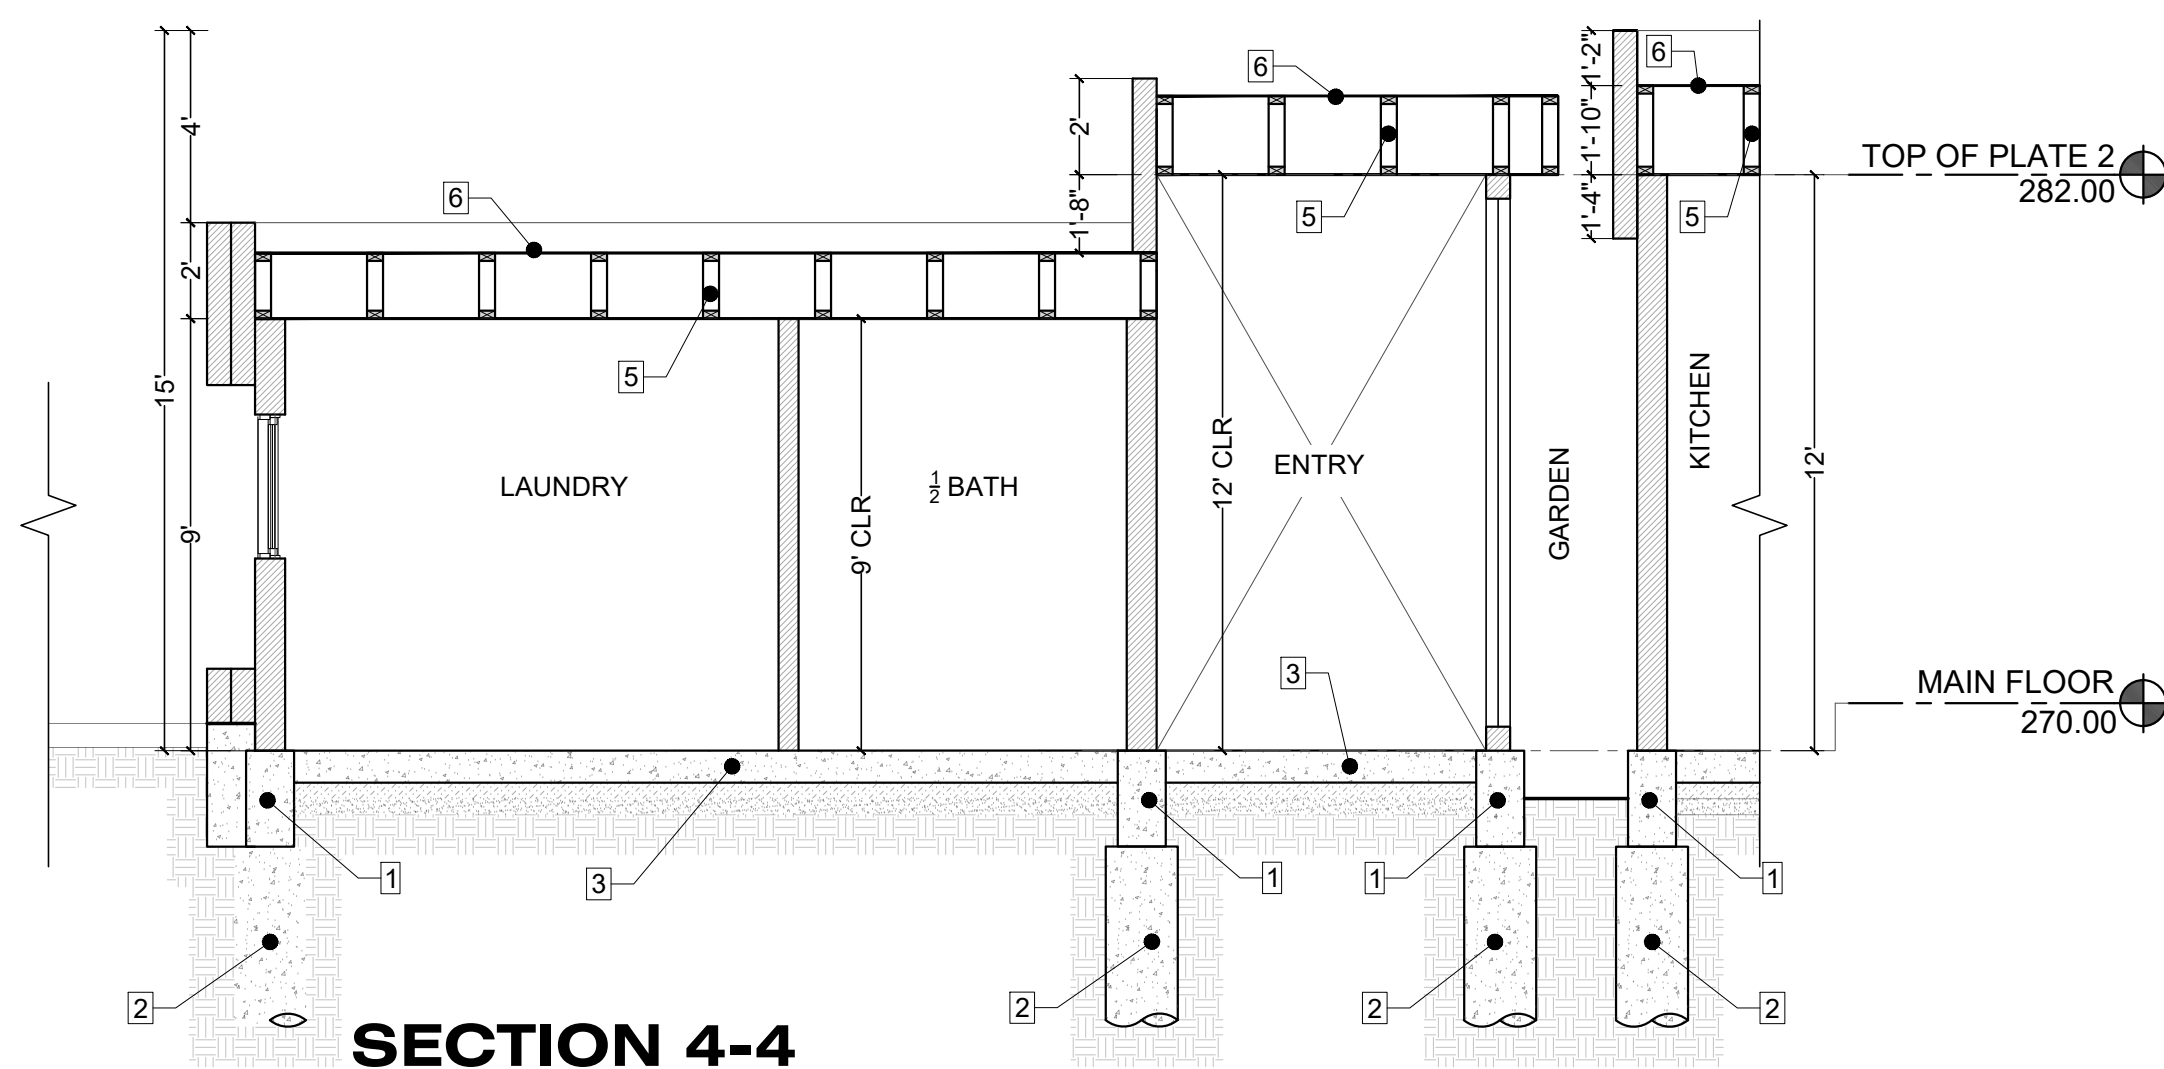 6
6
1'-2"
4'
2'
1'-10"
TOP OF PLATE 2
282.00
6
5
1'-8"
1'-4"
5
2'
15'
5
KITCHEN
12' CLR
ENTRY
12'
LAUNDRY
½ BATH
GARDEN
9'
9' CLR
3
MAIN FLOOR
270.00
1
3
1
1
1
2
2
2
2
SECTION 4-4